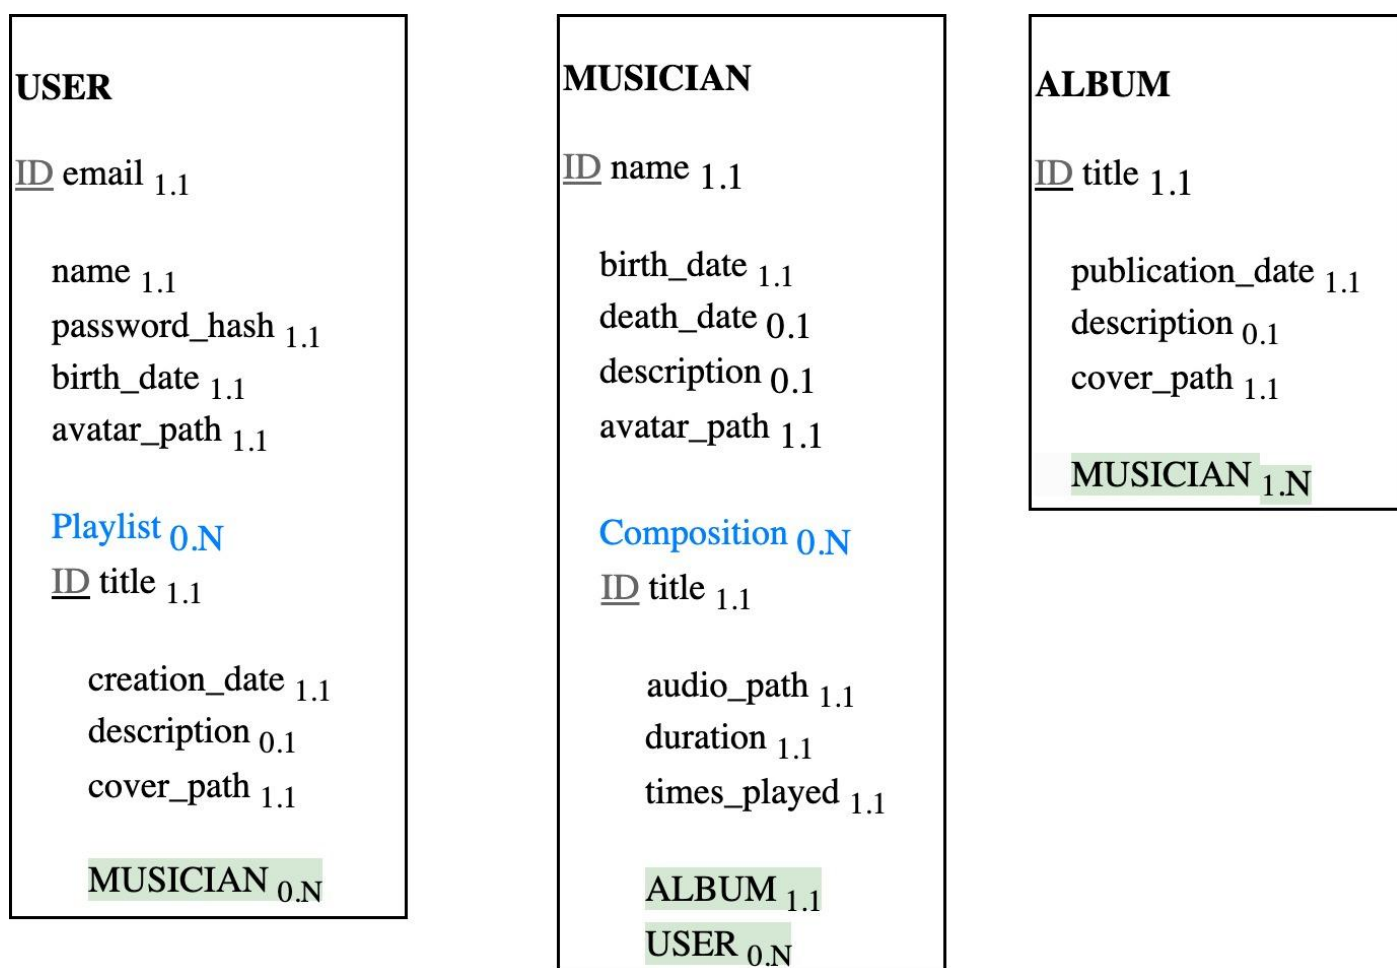 USER
ID email 1.1
name 1.1
password_hash 1.1
birth_date 1.1
avatar_path 1.1
Playlist 0.N
ID title 1.1
creation_date 1.1
description 0.1
cover_path 1.1
MUSICIAN 0.N
MUSICIAN
ID name 1.1
birth_date 1.1
death_date 0.1
description 0.1
avatar_path 1.1
Composition 0.N
ID title 1.1
audio_path 1.1
duration 1.1
times_played 1.1
ALBUM 1.1
USER 0.N
ALBUM
ID title 1.1
publication_date 1.1
description 0.1
cover_path 1.1
MUSICIAN 1.N